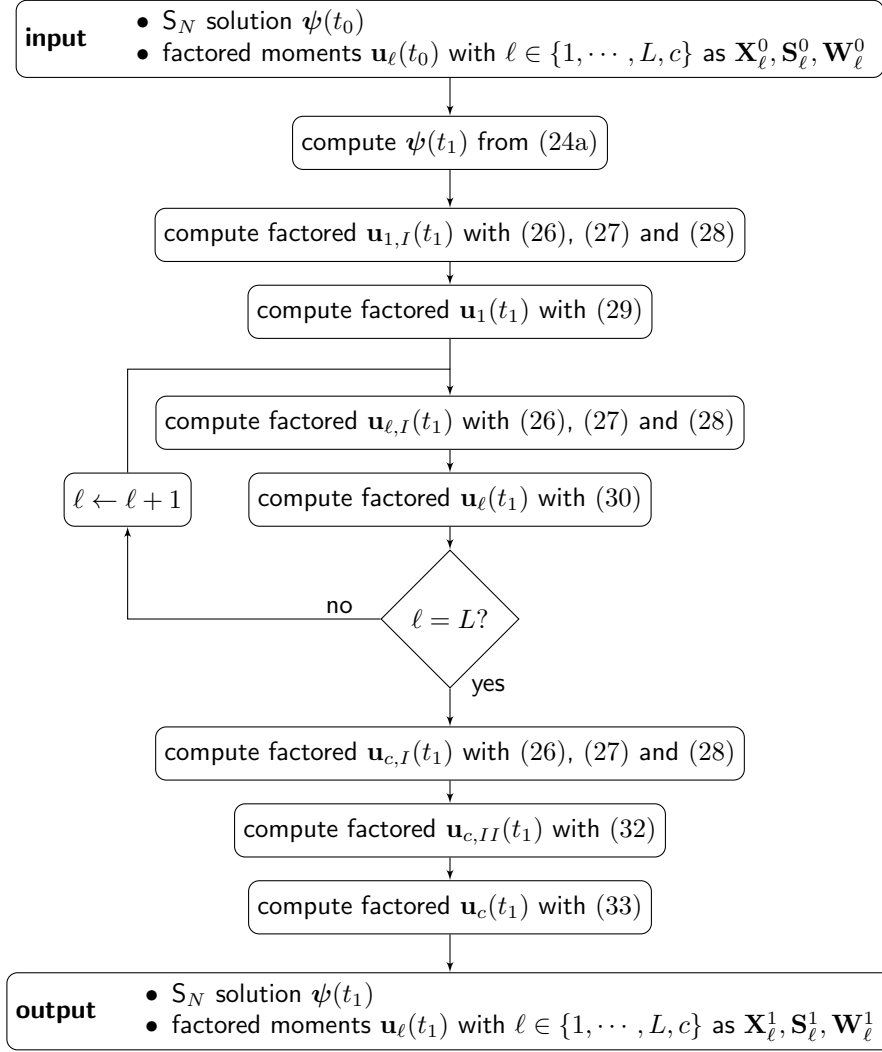 input
• S_N solution ψ(t_0)
• factored moments u_ℓ(t_0) with ℓ ∈ {1, ⋯ , L, c} as X_ℓ^0, S_ℓ^0, W_ℓ^0
compute ψ(t_1) from (24a)
compute factored u_{1,I}(t_1) with (26), (27) and (28)
compute factored u_1(t_1) with (29)
compute factored u_{ℓ,I}(t_1) with (26), (27) and (28)
ℓ ← ℓ + 1
compute factored u_ℓ(t_1) with (30)
no
ℓ = L?
yes
compute factored u_{c,I}(t_1) with (26), (27) and (28)
compute factored u_{c,II}(t_1) with (32)
compute factored u_c(t_1) with (33)
output
• S_N solution ψ(t_1)
• factored moments u_ℓ(t_1) with ℓ ∈ {1, ⋯ , L, c} as X_ℓ^1, S_ℓ^1, W_ℓ^1